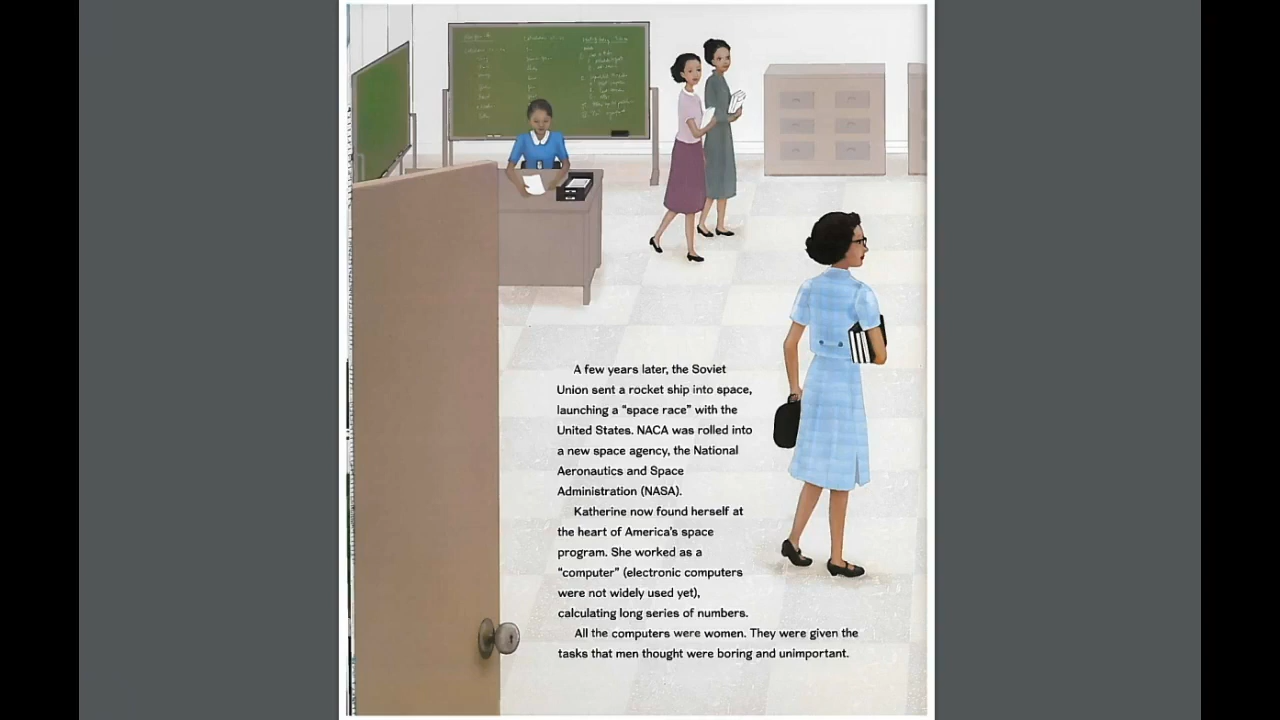 A few years later, the Soviet
Union sent a rocket ship into space,
launching a "space race" with the
United States. NACA was rolled into
a new space agency, the National
Aeronautics and Space
Administration (NASA).
Katherine now found herself at
the heart of America's space
program. She worked as a
"computer" (electronic computers
were not widely used yet),
calculating long series of numbers.
All the computers were women. They were given the
tasks that men thought were boring and unimportant.